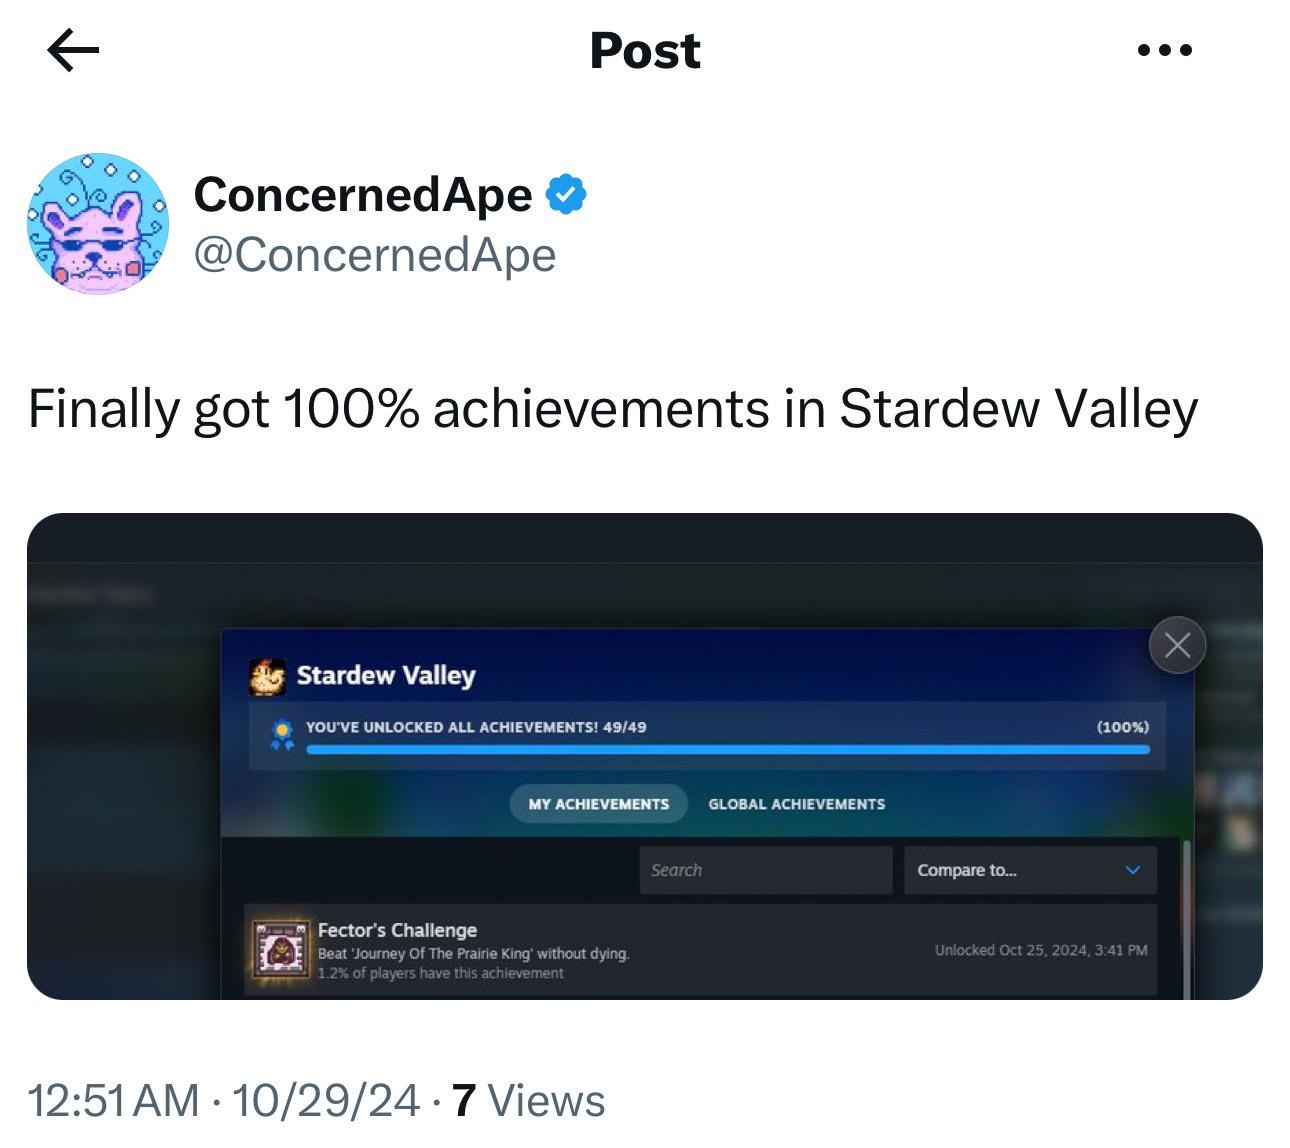 Post
ConcernedApe
@ConcernedApe
Finally got 100% achievements in Stardew Valley
Stardew Valley
YOU'VE UNLOCKED ALL ACHIEVEMENTS! 49/49 (100%)
MY ACHIEVEMENTS GLOBAL ACHIEVEMENTS
Search Compare to...
Fector's Challenge
Beat 'Journey Of The Prairie King' without dying.
Unlocked Oct 25, 2024, 3:41 PM
1.2% of players have this achievement
12:51 AM · 10/29/24 · 7 Views